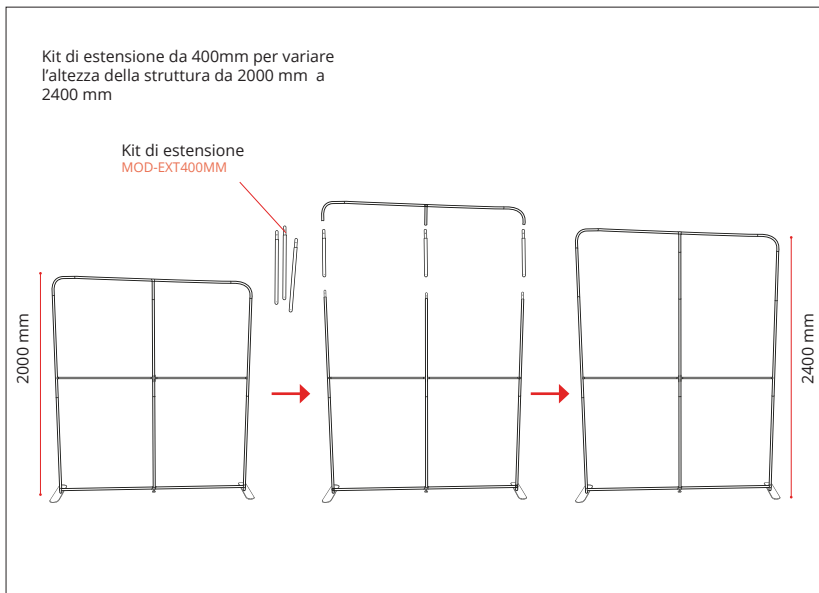 Kit di estensione da 400mm per variare
l'altezza della struttura da 2000 mm a
2400 mm
Kit di estensione
MOD-EXT400MM
2000 mm
2400 mm